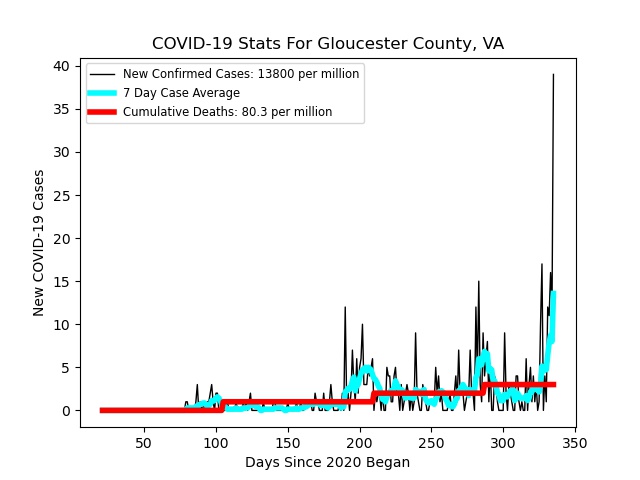 COVID-19 Stats For Gloucester County, VA
New Confirmed Cases: 13800 per million
7 Day Case Average
Cumulative Deaths: 80.3 per million
New COVID-19 Cases
40
35
30
25
20
15
10
5
0
50 100 150 200 250 300 350
Days Since 2020 Began